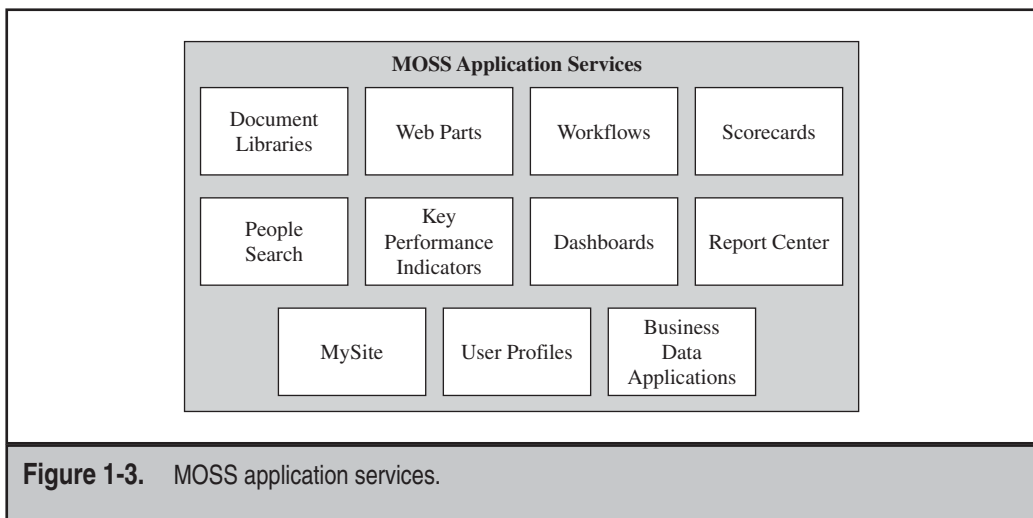 MOSS Application Services
Document
Libraries
Web Parts
Workflows
Scorecards
People
Search
Key
Performance
Indicators
Dashboards
Report Center
MySite
User Profiles
Business
Data
Applications
Figure 1-3. MOSS application services.